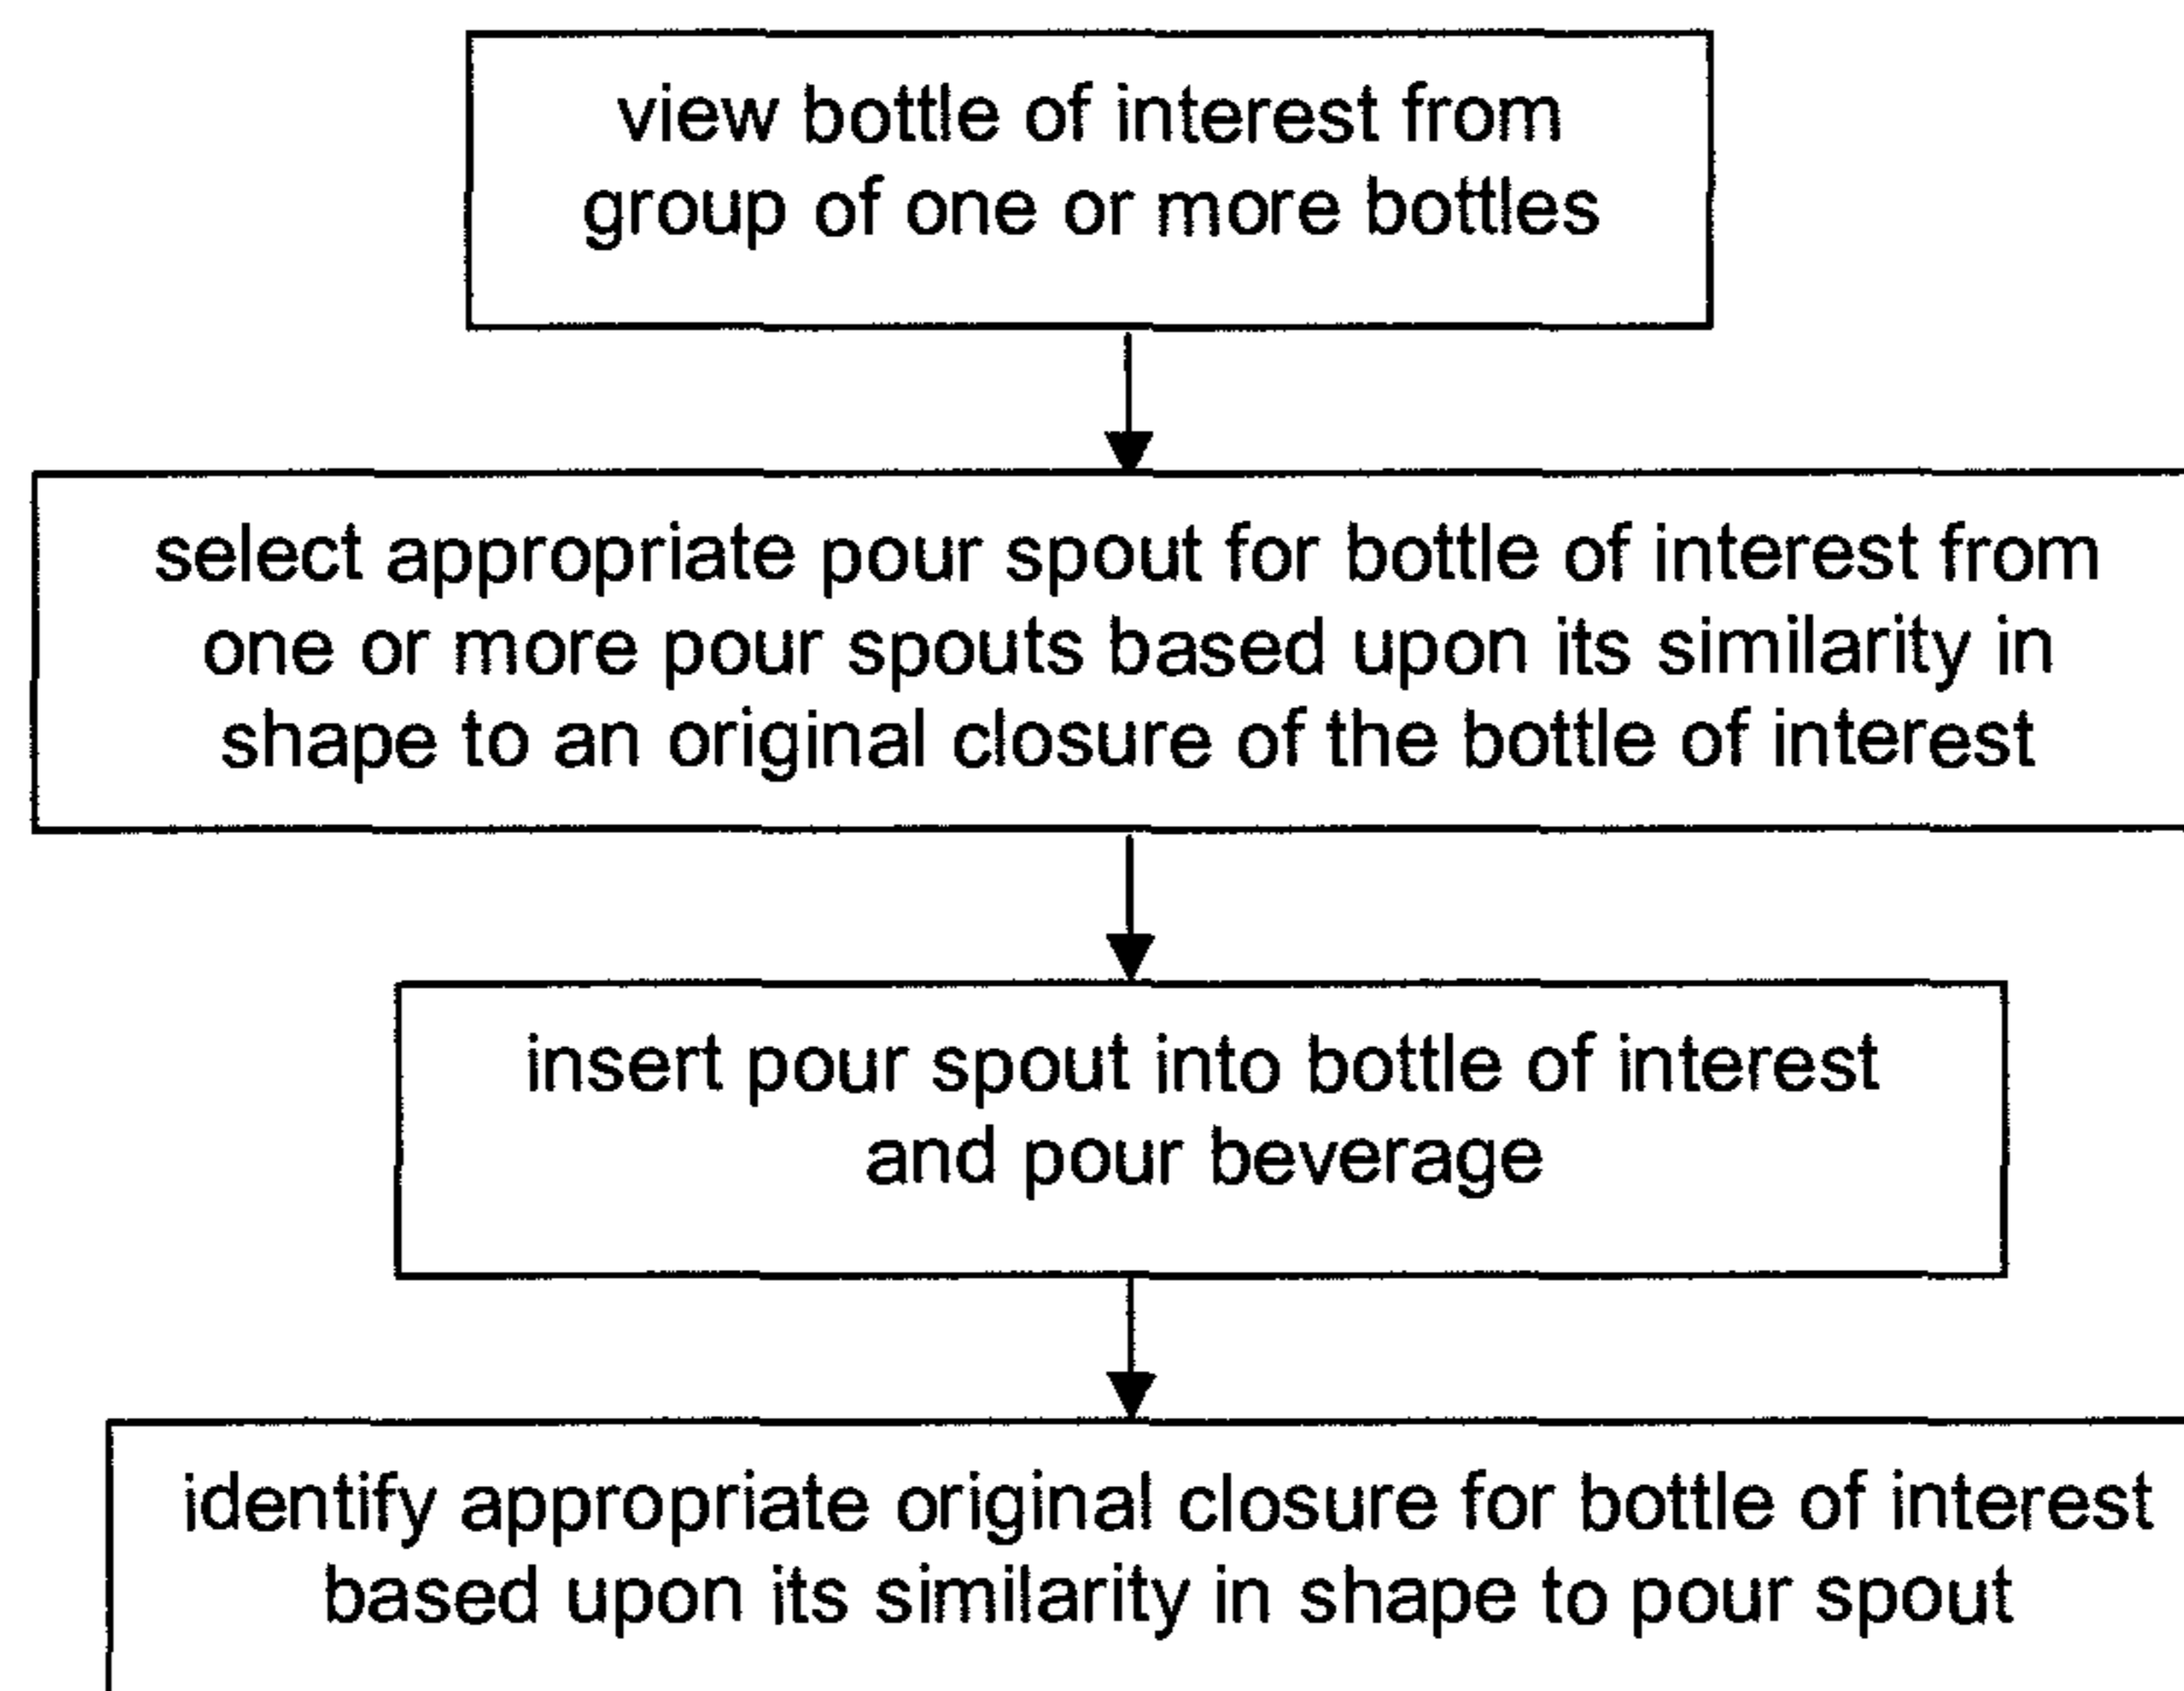 view bottle of interest from
group of one or more bottles
select appropriate pour spout for bottle of interest from
one or more pour spouts based upon its similarity in
shape to an original closure of the bottle of interest
insert pour spout into bottle of interest
and pour beverage
identify appropriate original closure for bottle of interest
based upon its similarity in shape to pour spout